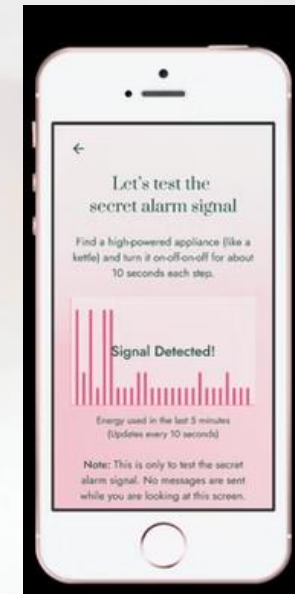 Let's test the
secret alarm signal
Find a high-powered appliance (like a
kettle) and turn it on-off-on-off for about
10 seconds each step.
Signal Detected!
Energy used in the last 5 minutes
(Updates every 10 seconds)
Note: This is only to test the secret
alarm signal. No messages are sent
while you are looking at this screen.